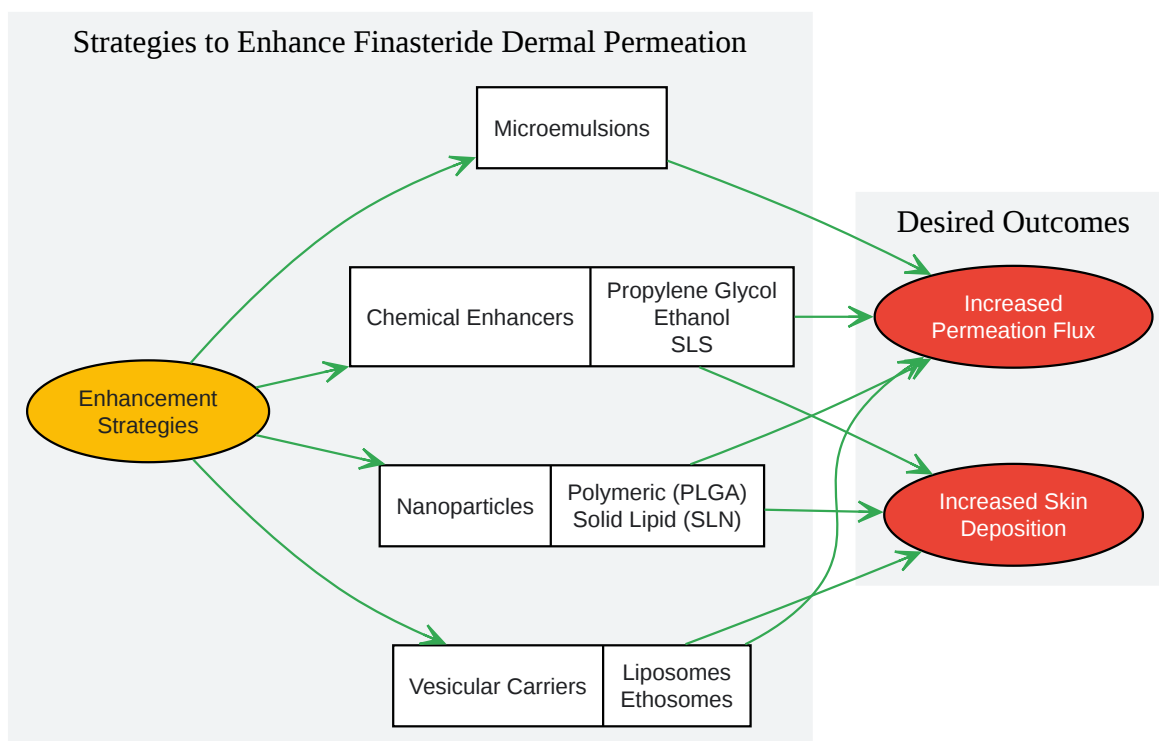 Strategies to Enhance Finasteride Dermal Permeation
Microemulsions
Desired Outcomes
Chemical Enhancers
Propylene Glycol
Ethanol
SLS
Increased
Permeation Flux
Enhancement
Strategies
Nanoparticles
Polymeric (PLGA)
Solid Lipid (SLN)
Increased Skin
Deposition
Vesicular Carriers
Liposomes
Ethosomes